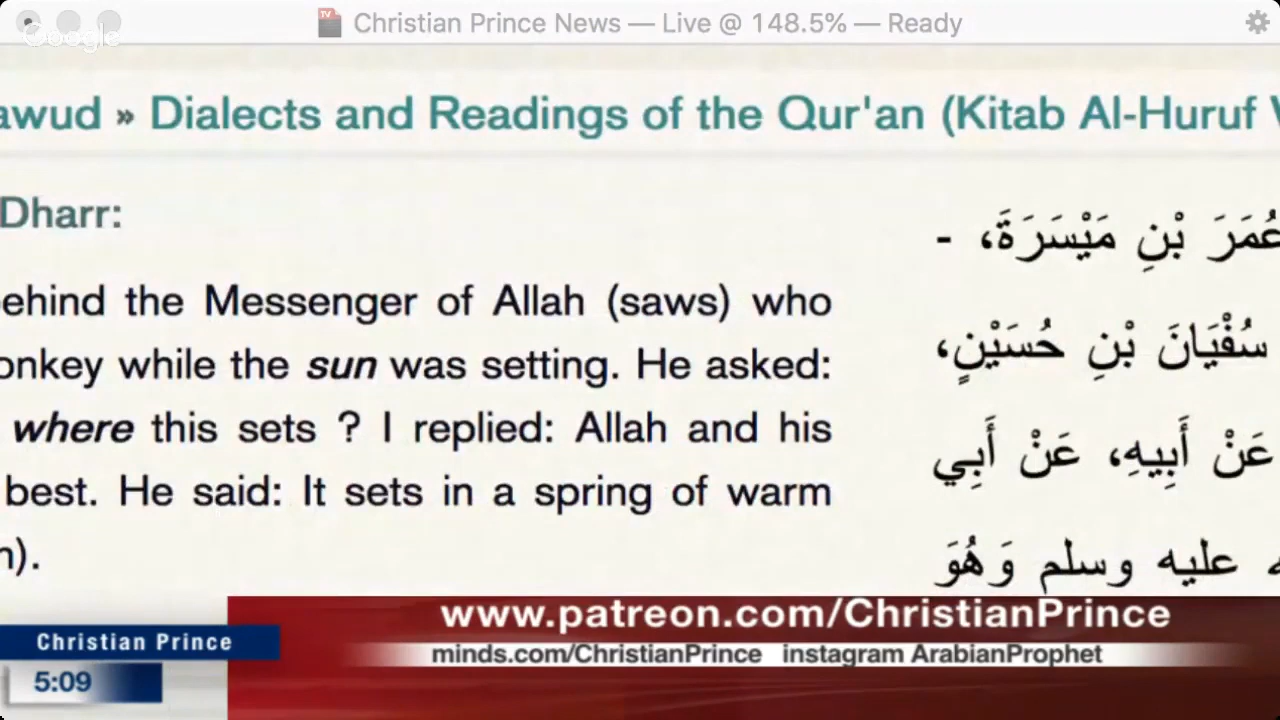 Christian Prince News — Live @ 148.5% — Ready
Google
awud » Dialects and Readings of the Qur'an (Kitab Al-Huruf
Dharr:
ehind the Messenger of Allah (saws) who
onkey while the sun was setting. He asked:
where this sets ? I replied: Allah and his
best. He said: It sets in a spring of warm
).
عُمَرَ بْنِ مَيْسَرَةَ، -
سُفْيَانَ بْنِ حُسَيْنٍ،
عَنْ أَبِيهِ، عَنْ أَبِي
عليه وسلم وَهُوَ
www.patreon.com/ChristianPrince
minds.com/ChristianPrince instagram ArabianProphet
Christian Prince
5:09